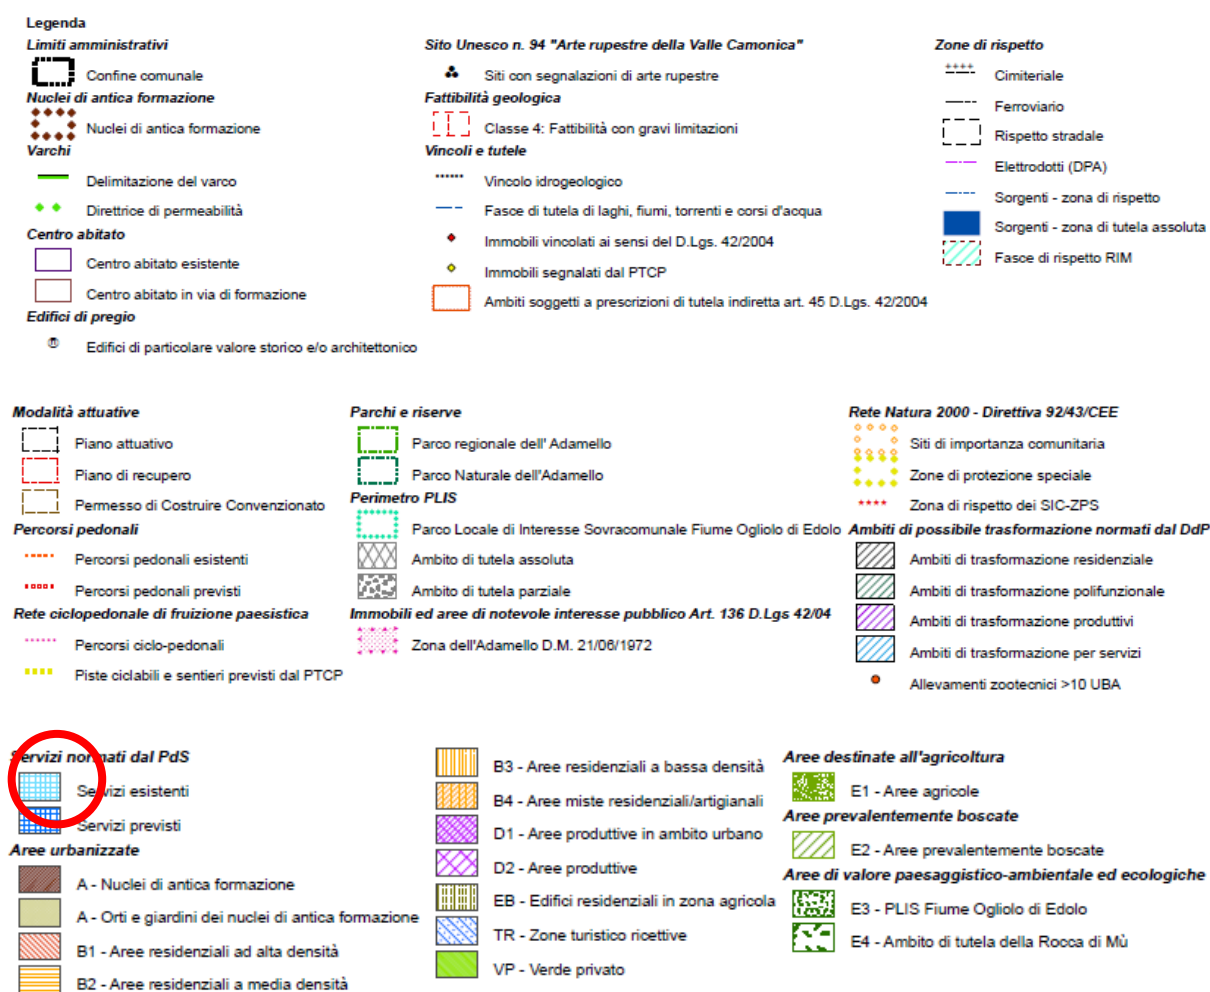 Legenda
Limiti amministrativi
Confine comunale
Nuclei di antica formazione
Nuclei di antica formazione
Varchi
Delimitazione del varco
Direttrice di permeabilità
Centro abitato
Centro abitato esistente
Centro abitato in via di formazione
Edifici di pregio
Edifici di particolare valore storico e/o architettonico
Sito Unesco n. 94 "Arte rupestre della Valle Camonica"
Siti con segnalazioni di arte rupestre
Fattibilità geologica
Classe 4: Fattibilità con gravi limitazioni
Vincoli e tutele
Vincolo idrogeologico
Fasce di tutela di laghi, fiumi, torrenti e corsi d'acqua
Immobili vincolati ai sensi del D.Lgs. 42/2004
Immobili segnalati dal PTCP
Ambiti soggetti a prescrizioni di tutela indiretta art. 45 D.Lgs. 42/2004
Zone di rispetto
Cimiteriale
Ferroviario
Rispetto stradale
Elettrodotti (DPA)
Sorgenti - zona di rispetto
Sorgenti - zona di tutela assoluta
Fasce di rispetto RIM
Modalità attuative
Piano attuativo
Piano di recupero
Permesso di Costruire Convenzionato
Percorsi pedonali
Percorsi pedonali esistenti
Percorsi pedonali previsti
Rete ciclopedonale di fruizione paesistica
Percorsi ciclo-pedonali
Piste ciclabili e sentieri previsti dal PTCP
Parchi e riserve
Parco regionale dell' Adamello
Parco Naturale dell'Adamello
Perimetro PLIS
Parco Locale di Interesse Sovracomunale Fiume Ogliolo di Edolo
Ambito di tutela assoluta
Ambito di tutela parziale
Immobili ed aree di notevole interesse pubblico Art. 136 D.Lgs 42/04
Zona dell'Adamello D.M. 21/06/1972
Rete Natura 2000 - Direttiva 92/43/CEE
Siti di importanza comunitaria
Zone di protezione speciale
Zona di rispetto dei SIC-ZPS
Ambiti di possibile trasformazione normati dal DdP
Ambiti di trasformazione residenziale
Ambiti di trasformazione polifunzionale
Ambiti di trasformazione produttivi
Ambiti di trasformazione per servizi
Allevamenti zootecnici >10 UBA
Servizi normati dal PdS
Servizi esistenti
Servizi previsti
Aree urbanizzate
A - Nuclei di antica formazione
A - Orti e giardini dei nuclei di antica formazione
B1 - Aree residenziali ad alta densità
B2 - Aree residenziali a media densità
B3 - Aree residenziali a bassa densità
B4 - Aree miste residenziali/artigianali
D1 - Aree produttive in ambito urbano
D2 - Aree produttive
EB - Edifici residenziali in zona agricola
TR - Zone turistico ricettive
VP - Verde privato
Aree destinate all'agricoltura
E1 - Aree agricole
Aree prevalentemente boscate
E2 - Aree prevalentemente boscate
Aree di valore paesaggistico-ambientale ed ecologiche
E3 - PLIS Fiume Ogliolo di Edolo
E4 - Ambito di tutela della Rocca di Mù